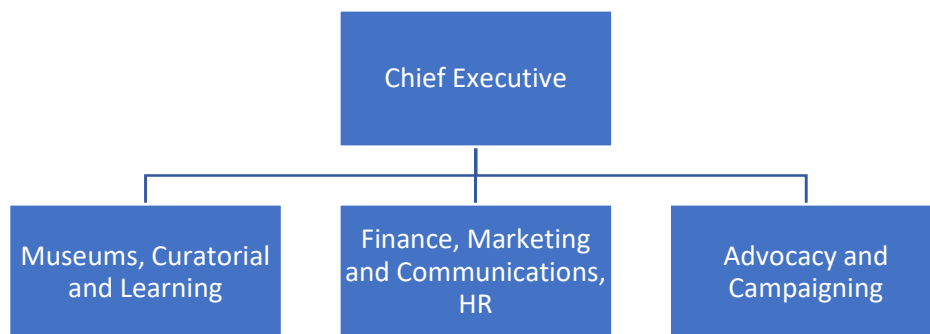 Chief Executive
Museums, Curatorial
and Learning
Finance, Marketing
and Communications,
HR
Advocacy and
Campaigning